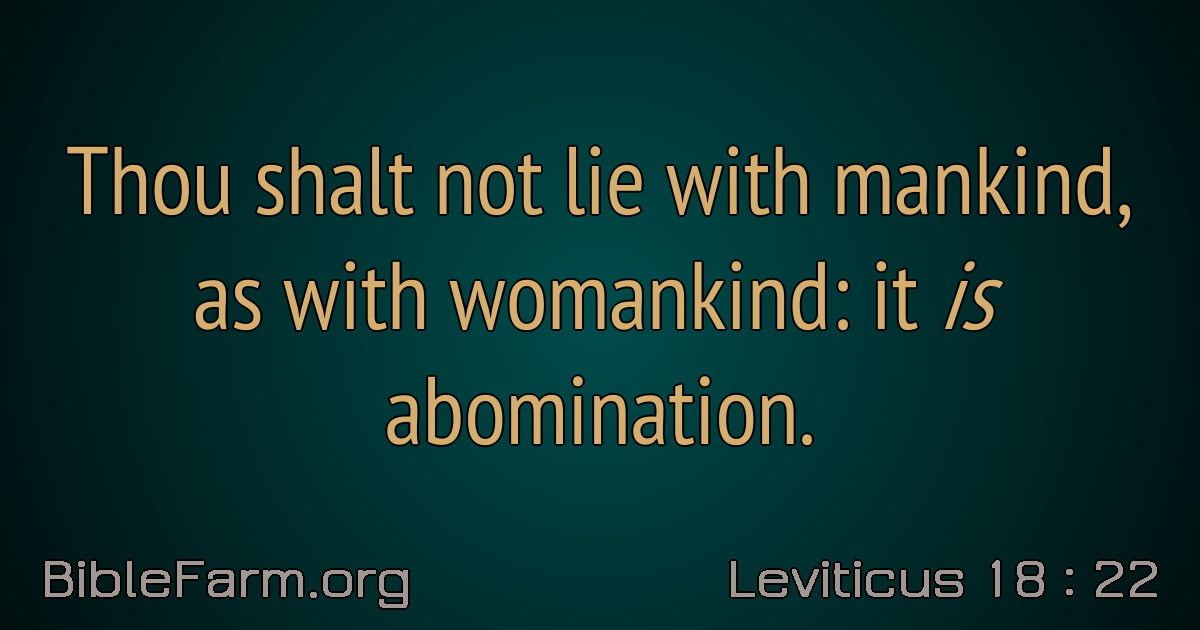 Thou shalt not lie with mankind,
as with womankind: it is
abomination.
BibleFarm.org
Leviticus 18 : 22